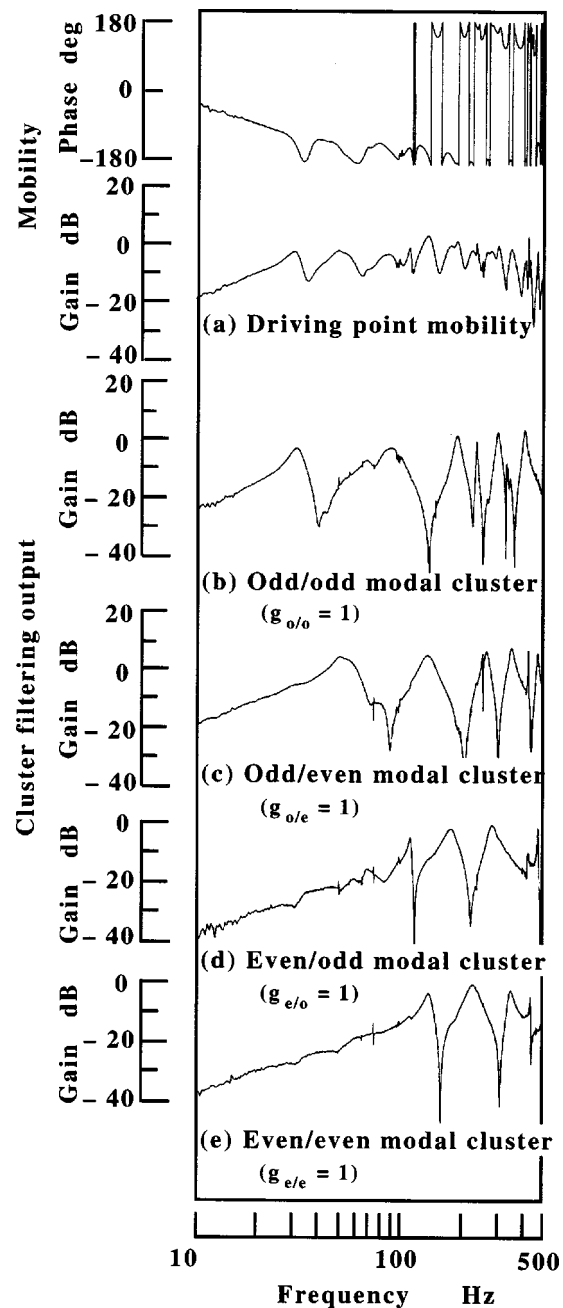 Mobility
Phase deg
180
0
−180
Gain dB
20
0
− 20
− 40
(a) Driving point mobility
Cluster filtering output
Gain dB
20
0
− 20
− 40
(b) Odd/odd modal cluster
(g o/o = 1)
Gain dB
20
0
− 20
− 40
(c) Odd/even modal cluster
(g o/e = 1)
Gain dB
0
− 20
− 40
(d) Even/odd modal cluster
(g e/o = 1)
Gain dB
0
− 20
− 40
(e) Even/even modal cluster
(g e/e = 1)
10 100 500
Frequency Hz